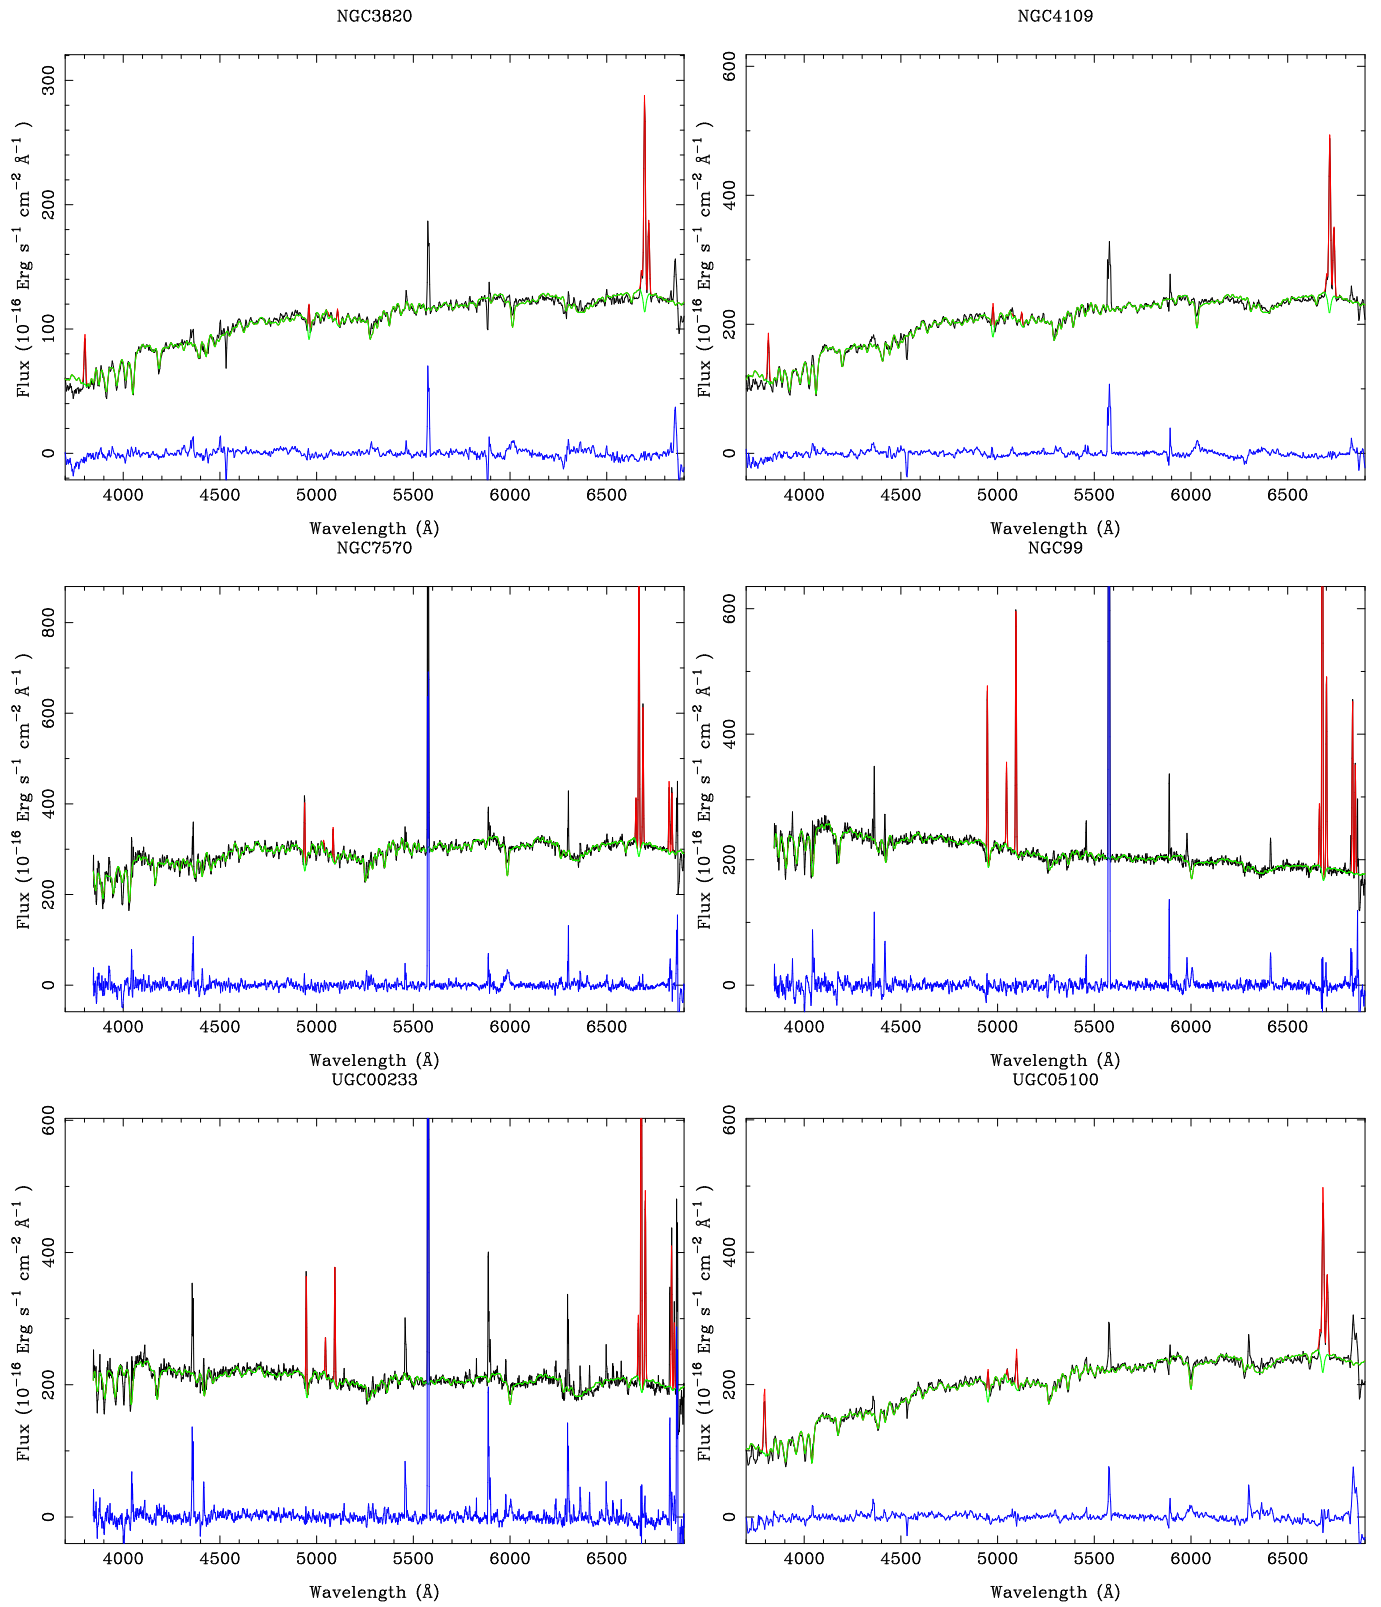 NGC3820
NGC4109
Flux (10⁻¹⁶ Erg s⁻¹ cm⁻² Å⁻¹ )
300
200
100
0
4000 4500 5000 5500 6000 6500
Wavelength (Å)
Flux (10⁻¹⁶ Erg s⁻¹ cm⁻² Å⁻¹ )
600
400
200
0
4000 4500 5000 5500 6000 6500
Wavelength (Å)
NGC7570
NGC99
Flux (10⁻¹⁶ Erg s⁻¹ cm⁻² Å⁻¹ )
800
600
400
200
0
4000 4500 5000 5500 6000 6500
Wavelength (Å)
Flux (10⁻¹⁶ Erg s⁻¹ cm⁻² Å⁻¹ )
600
400
200
0
4000 4500 5000 5500 6000 6500
Wavelength (Å)
UGC00233
UGC05100
Flux (10⁻¹⁶ Erg s⁻¹ cm⁻² Å⁻¹ )
600
400
200
0
4000 4500 5000 5500 6000 6500
Wavelength (Å)
Flux (10⁻¹⁶ Erg s⁻¹ cm⁻² Å⁻¹ )
600
400
200
0
4000 4500 5000 5500 6000 6500
Wavelength (Å)